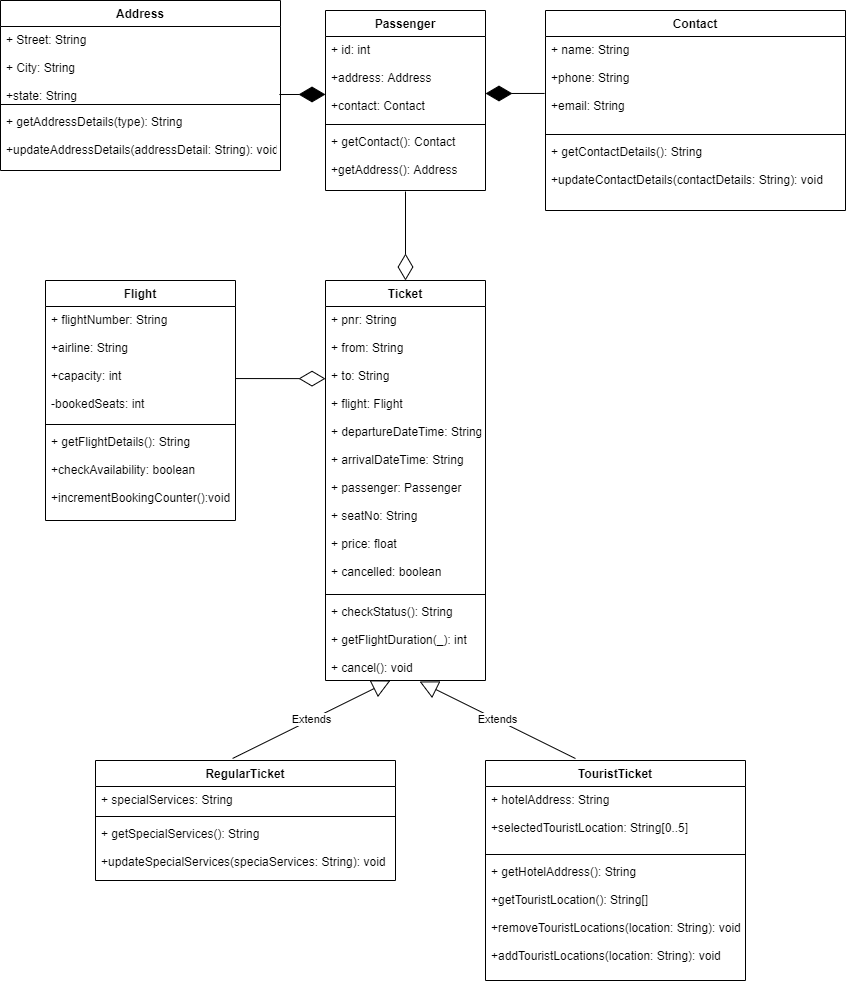 Address
+ Street: String
+ City: String
+state: String
+ getAddressDetails(type): String
+updateAddressDetails(addressDetail: String): void
Passenger
+ id: int
+address: Address
+contact: Contact
+ getContact(): Contact
+getAddress(): Address
Contact
+ name: String
+phone: String
+email: String
+ getContactDetails(): String
+updateContactDetails(contactDetails: String): void
Flight
+ flightNumber: String
+airline: String
+capacity: int
-bookedSeats: int
+ getFlightDetails(): String
+checkAvailability: boolean
+incrementBookingCounter():void
Ticket
+ pnr: String
+ from: String
+ to: String
+ flight: Flight
+ departureDateTime: String
+ arrivalDateTime: String
+ passenger: Passenger
+ seatNo: String
+ price: float
+ cancelled: boolean
+ checkStatus(): String
+ getFlightDuration(_): int
+ cancel(): void
Extends
Extends
RegularTicket
+ specialServices: String
+ getSpecialServices(): String
+updateSpecialServices(speciaServices: String): void
TouristTicket
+ hotelAddress: String
+selectedTouristLocation: String[0..5]
+ getHotelAddress(): String
+getTouristLocation(): String[]
+removeTouristLocations(location: String): void
+addTouristLocations(location: String): void